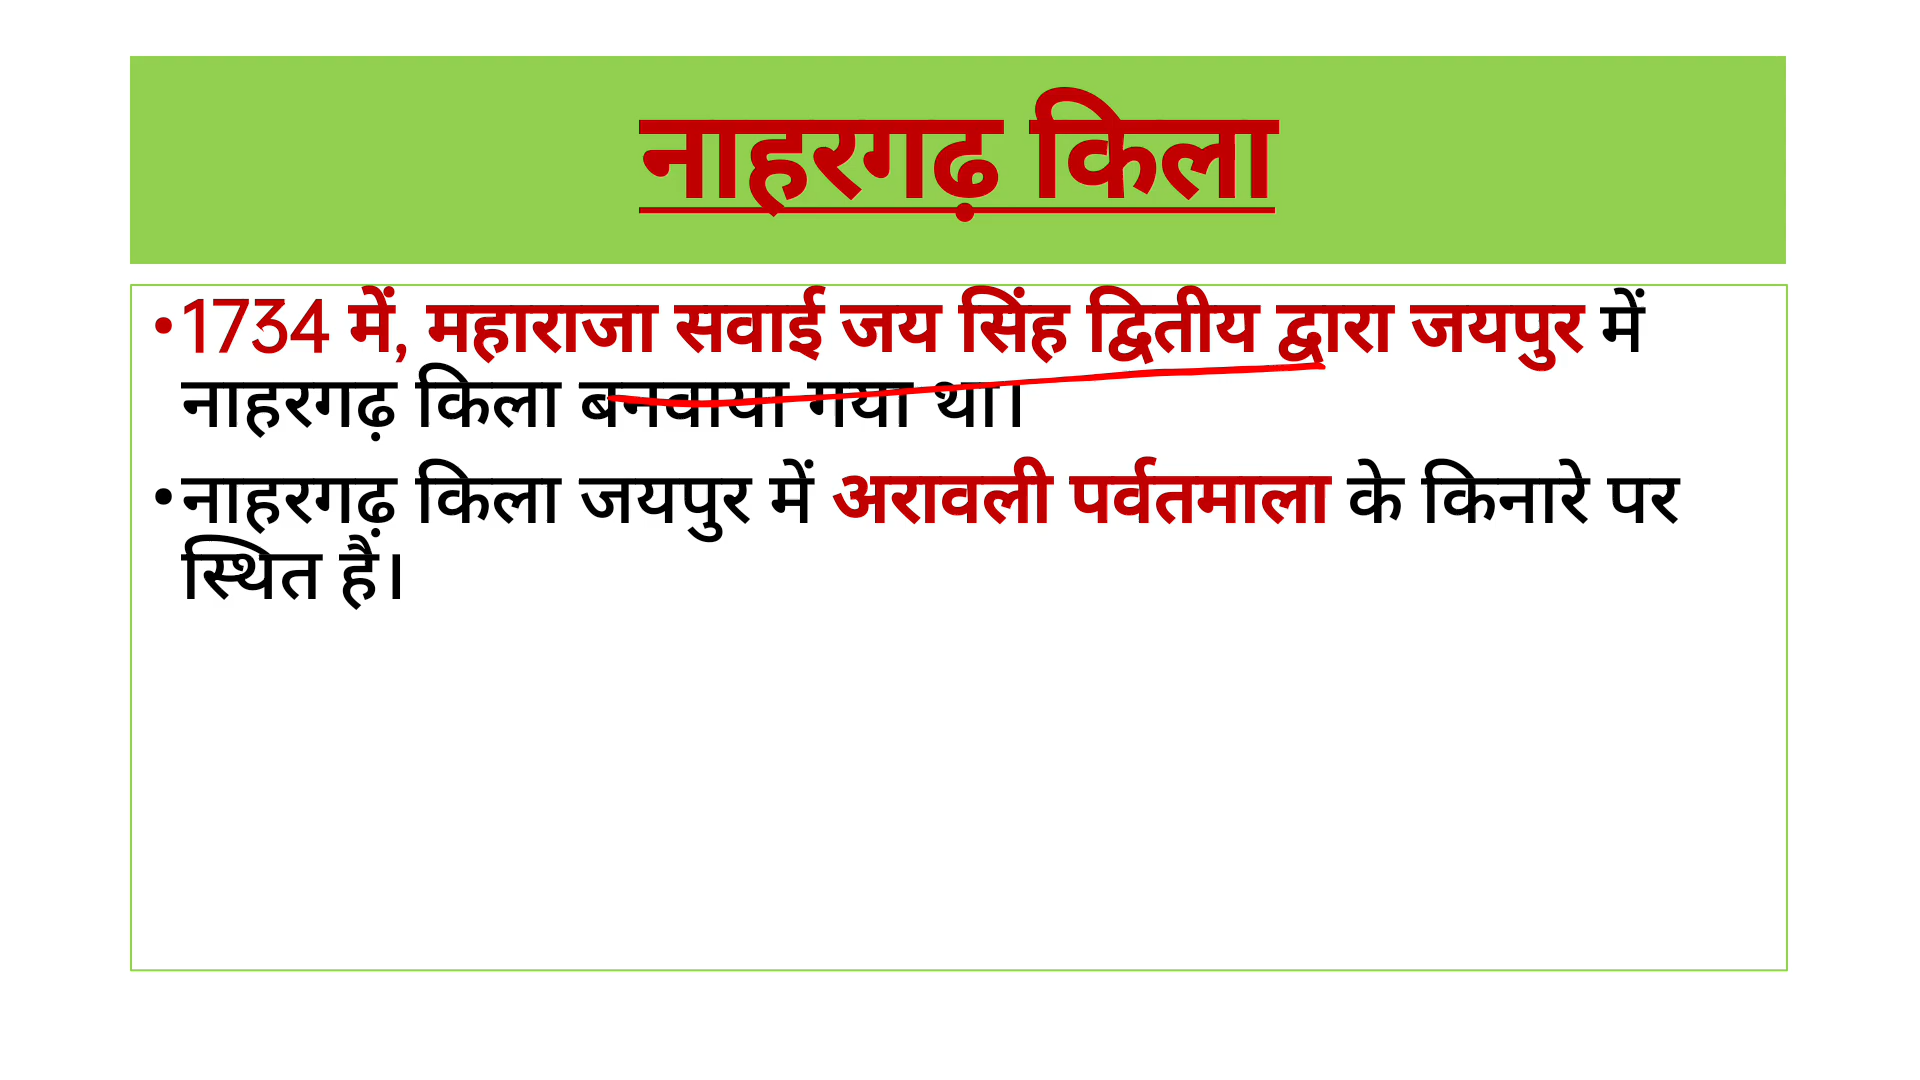 नाहरगढ़ किला
•1734 में, महाराजा सवाई जय सिंह द्वितीय द्वारा जयपुर में
नाहरगढ़ किला बनवाया गया था।
•नाहरगढ़ किला जयपुर में अरावली पर्वतमाला के किनारे पर
स्थित है।